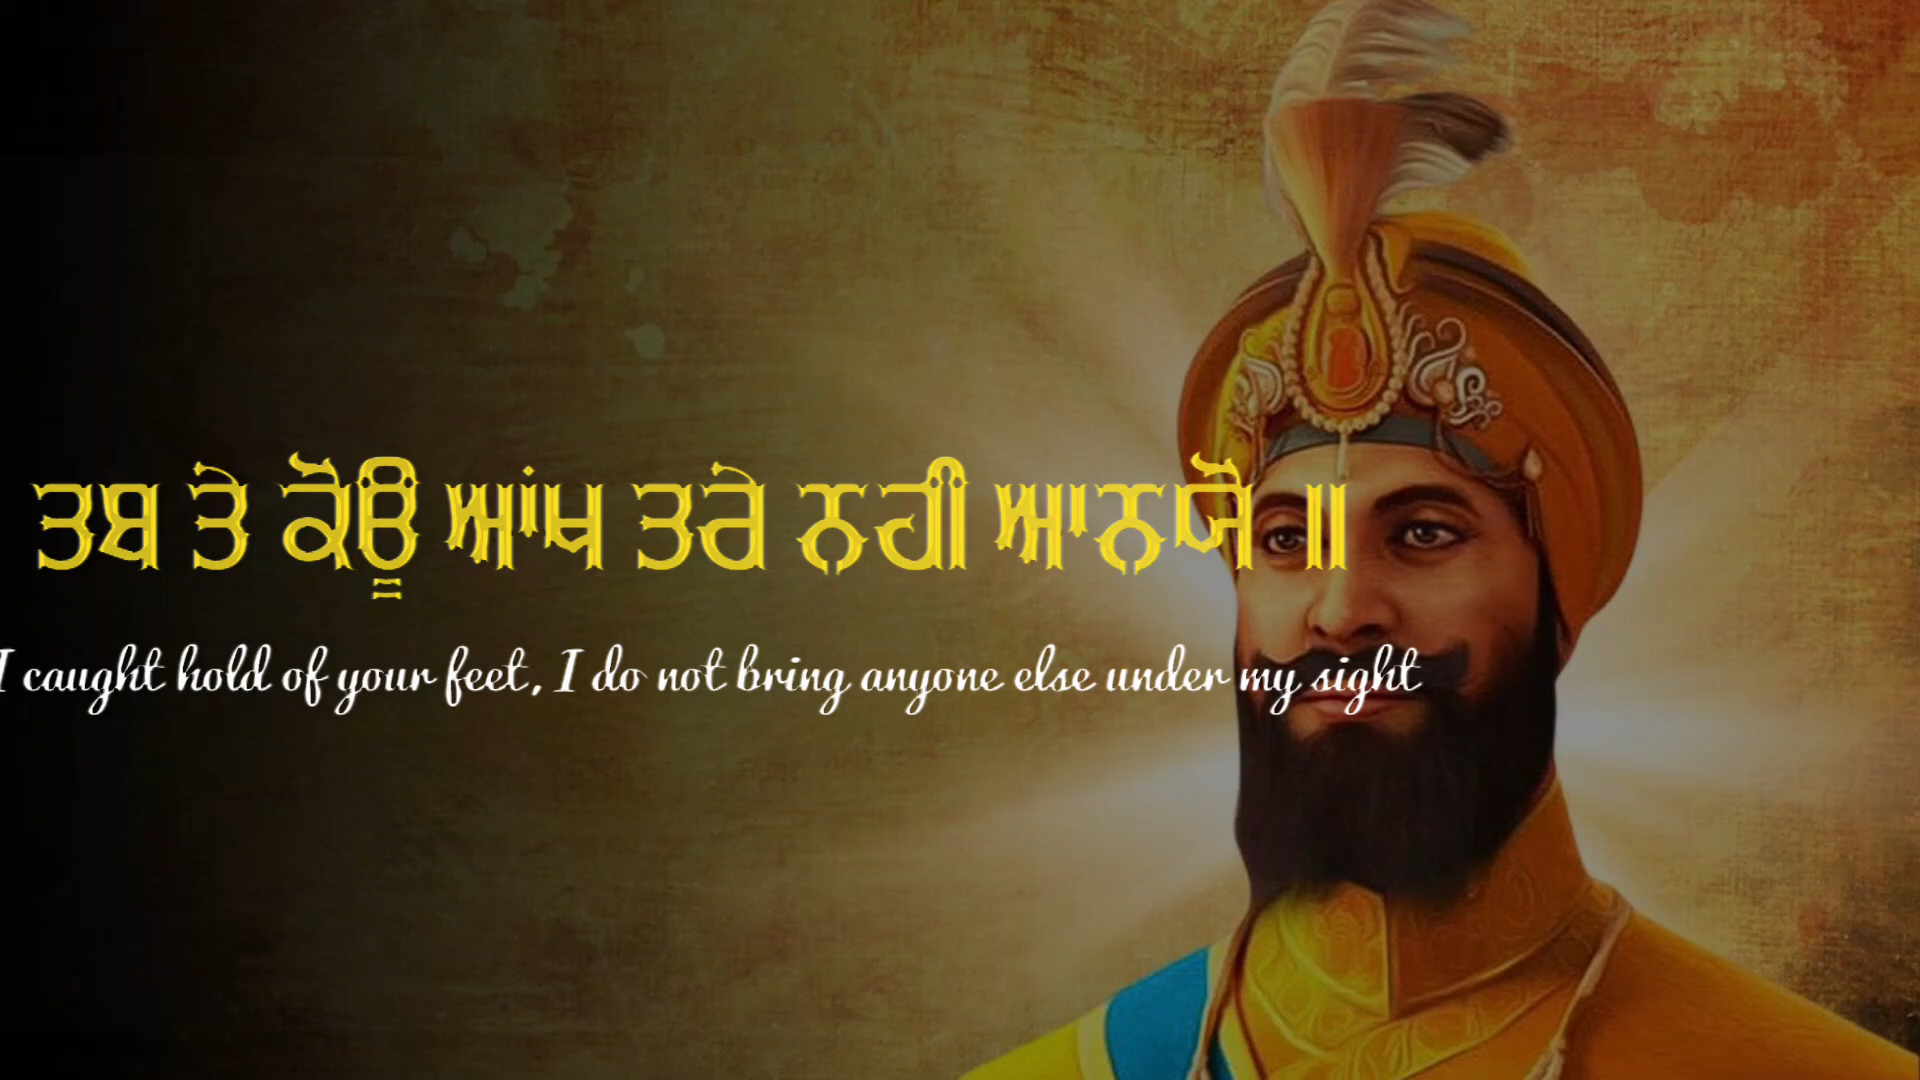 ਤਬ ਤੇ ਕੋਊ ਆਂਖ ਤਰੇ ਨਹੀ ਆਨਯੋ ॥
I caught hold of your feet, I do not bring anyone else under my sight